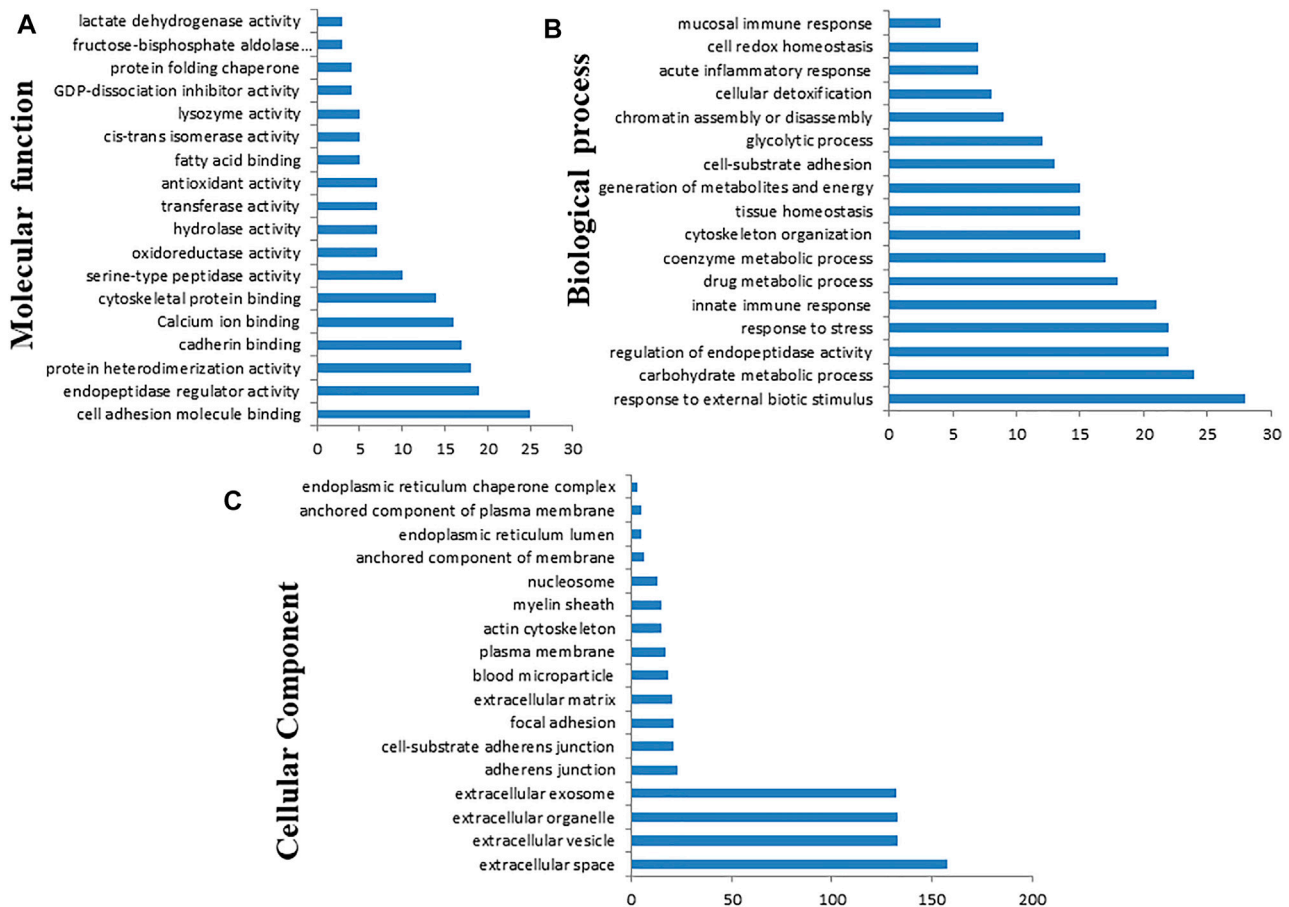 A
Molecular function
lactate dehydrogenase activity
fructose-bisphosphate aldolase...
protein folding chaperone
GDP-dissociation inhibitor activity
lysozyme activity
cis-trans isomerase activity
fatty acid binding
antioxidant activity
transferase activity
hydrolase activity
oxidoreductase activity
serine-type peptidase activity
cytoskeletal protein binding
Calcium ion binding
cadherin binding
protein heterodimerization activity
endopeptidase regulator activity
cell adhesion molecule binding
0 5 10 15 20 25 30
B
Biological process
mucosal immune response
cell redox homeostasis
acute inflammatory response
cellular detoxification
chromatin assembly or disassembly
glycolytic process
cell-substrate adhesion
generation of metabolites and energy
tissue homeostasis
cytoskeleton organization
coenzyme metabolic process
drug metabolic process
innate immune response
response to stress
regulation of endopeptidase activity
carbohydrate metabolic process
response to external biotic stimulus
0 5 10 15 20 25 30
C
Cellular Component
endoplasmic reticulum chaperone complex
anchored component of plasma membrane
endoplasmic reticulum lumen
anchored component of membrane
nucleosome
myelin sheath
actin cytoskeleton
plasma membrane
blood microparticle
extracellular matrix
focal adhesion
cell-substrate adherens junction
adherens junction
extracellular exosome
extracellular organelle
extracellular vesicle
extracellular space
0 50 100 150 200